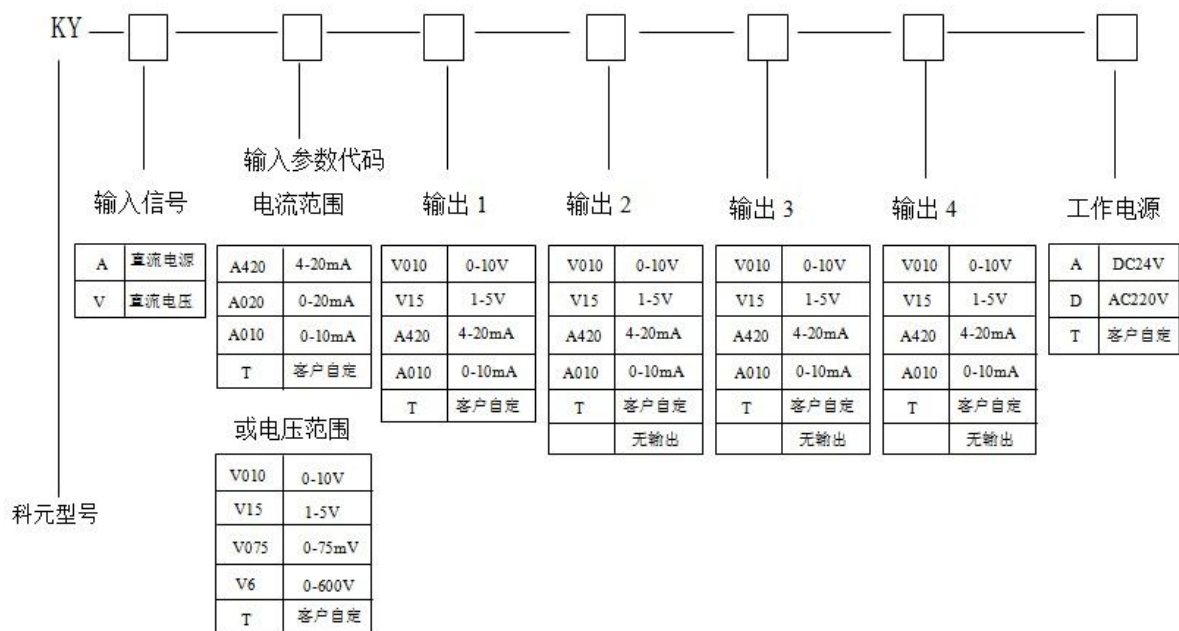 KY
输入参数代码
输入信号
电流范围
输出 1
输出 2
输出 3
输出 4
工作电源
A 直流电源
V 直流电压
A420 4-20mA
A020 0-20mA
A010 0-10mA
T 客户自定
V010 0-10V
V15 1-5V
A420 4-20mA
A010 0-10mA
T 客户自定
V010 0-10V
V15 1-5V
A420 4-20mA
A010 0-10mA
T 客户自定
无输出
V010 0-10V
V15 1-5V
A420 4-20mA
A010 0-10mA
T 客户自定
无输出
V010 0-10V
V15 1-5V
A420 4-20mA
A010 0-10mA
T 客户自定
无输出
A DC24V
D AC220V
T 客户自定
或电压范围
V010 0-10V
V15 1-5V
V075 0-75mV
V6 0-600V
T 客户自定
科元型号